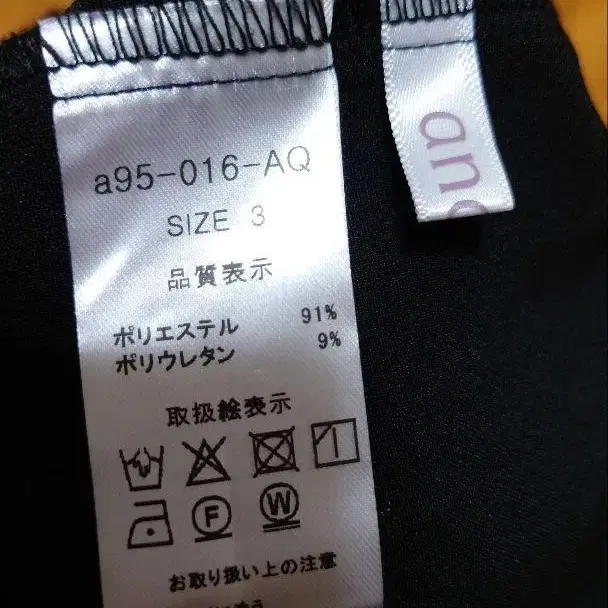 a95-016-AQ
SIZE 3
品質表示
ポリエステル 91%
ポリウレタン 9%
取扱絵表示
F W
お取り扱い上の注意
an